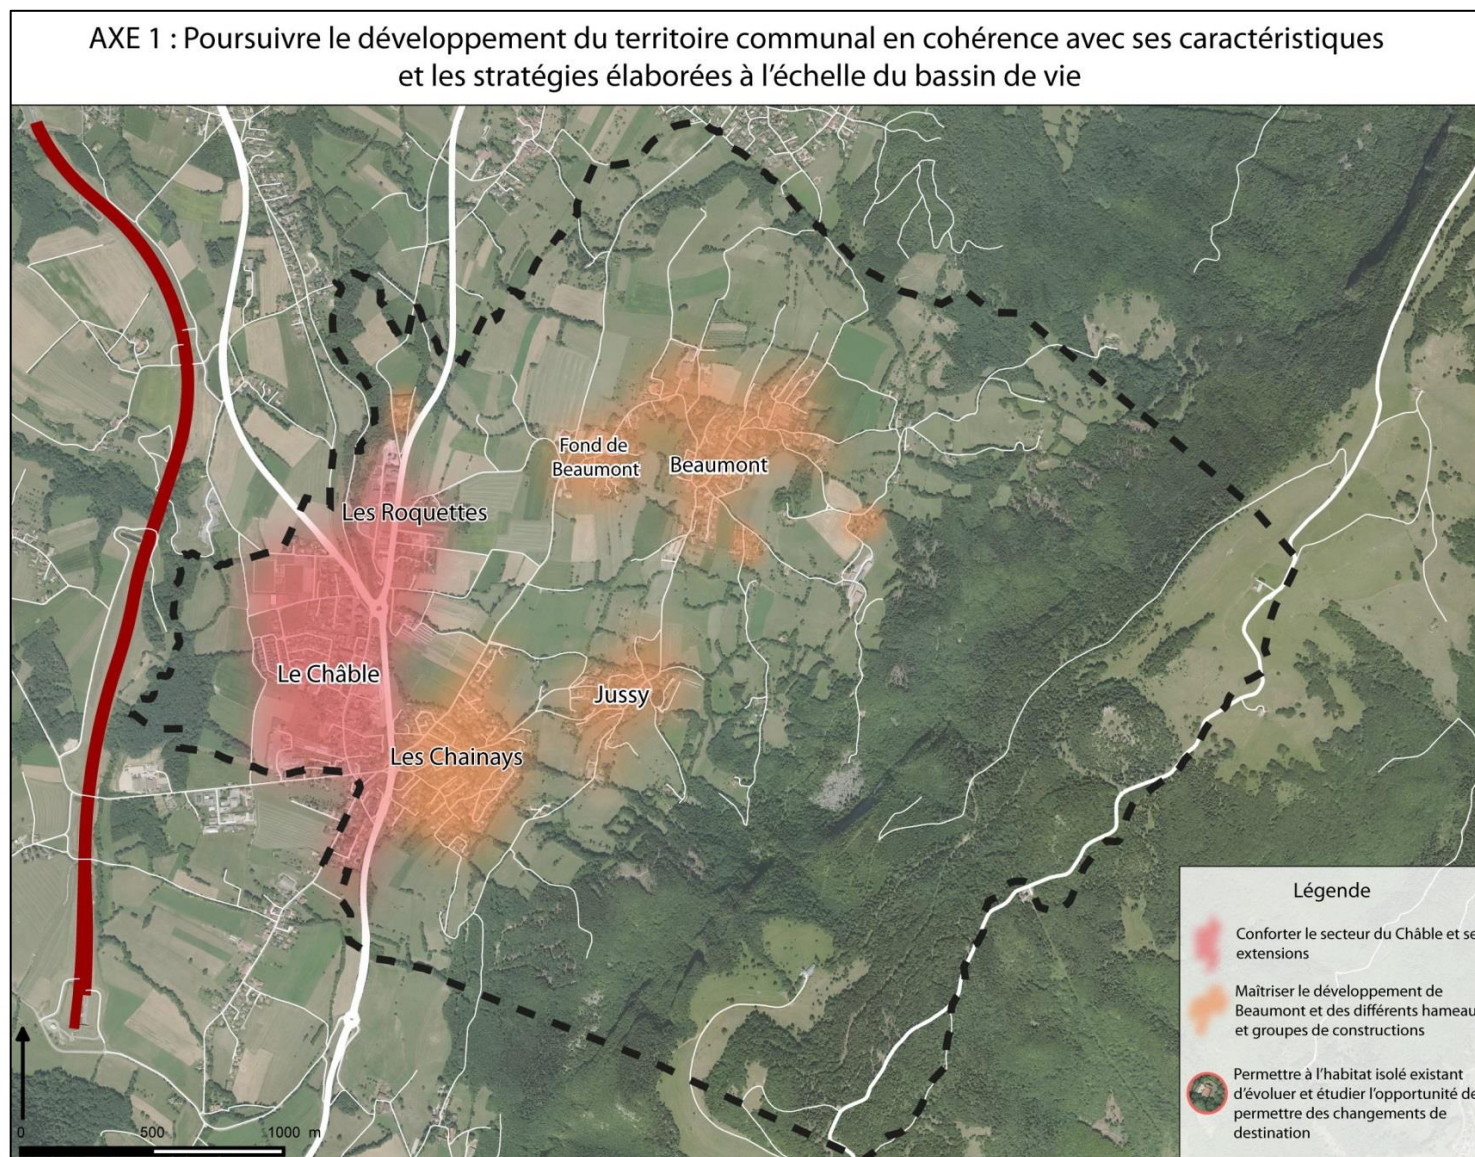 AXE 1 : Poursuivre le développement du territoire communal en cohérence avec ses caractéristiques
et les stratégies élaborées à l'échelle du bassin de vie
Fond de
Beaumont
Beaumont
Les Roquettes
Le Châble
Jussy
Les Chainays
Légende
Conforter le secteur du Châble et se
extensions
Maîtriser le développement de
Beaumont et des différents hameau
et groupes de constructions
Permettre à l'habitat isolé existant
d'évoluer et étudier l'opportunité de
permettre des changements de
destination
0 500 1000 m